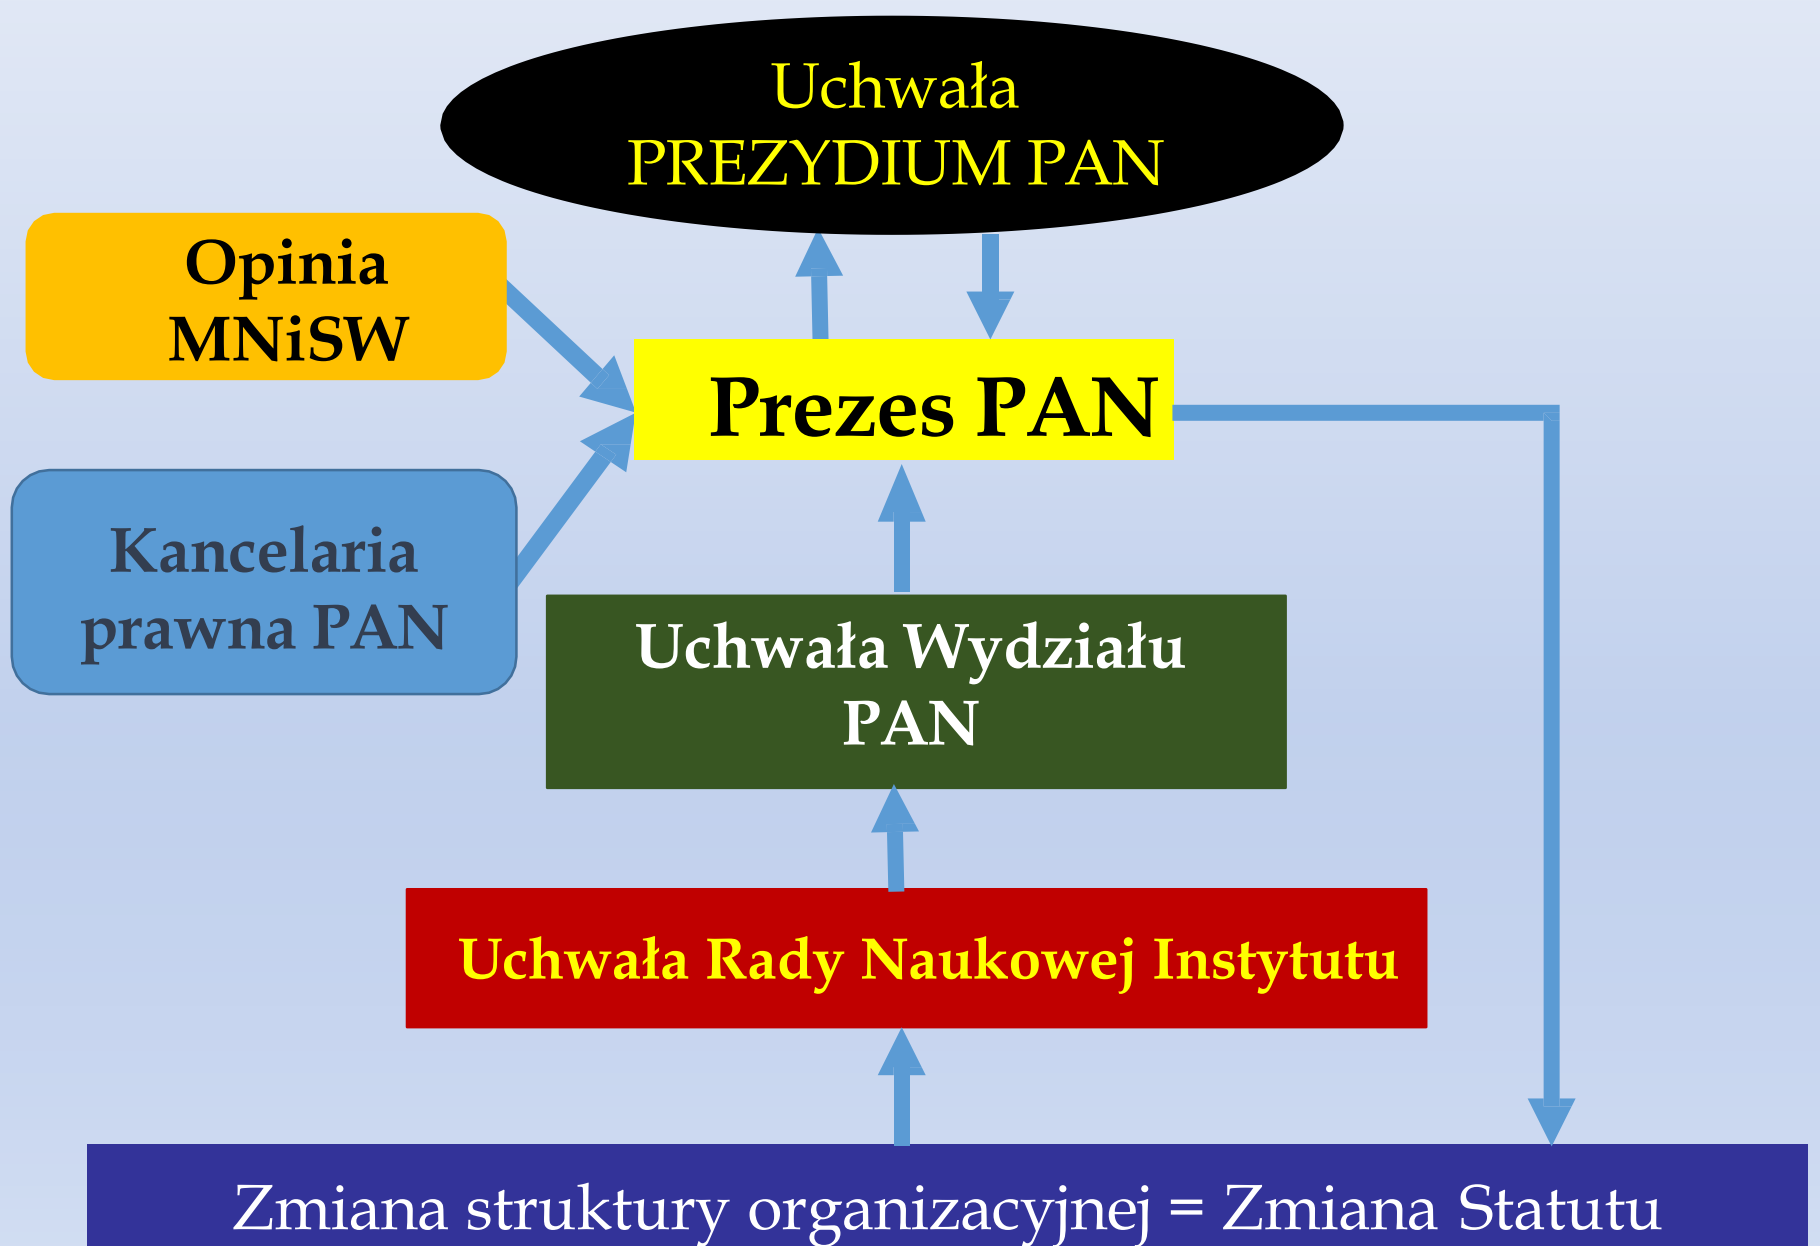 Uchwała
PREZYDIUM PAN
Opinia
MNiSW
Prezes PAN
Kancelaria
prawna PAN
Uchwała Wydziału
PAN
Uchwała Rady Naukowej Instytutu
Zmiana struktury organizacyjnej = Zmiana Statutu